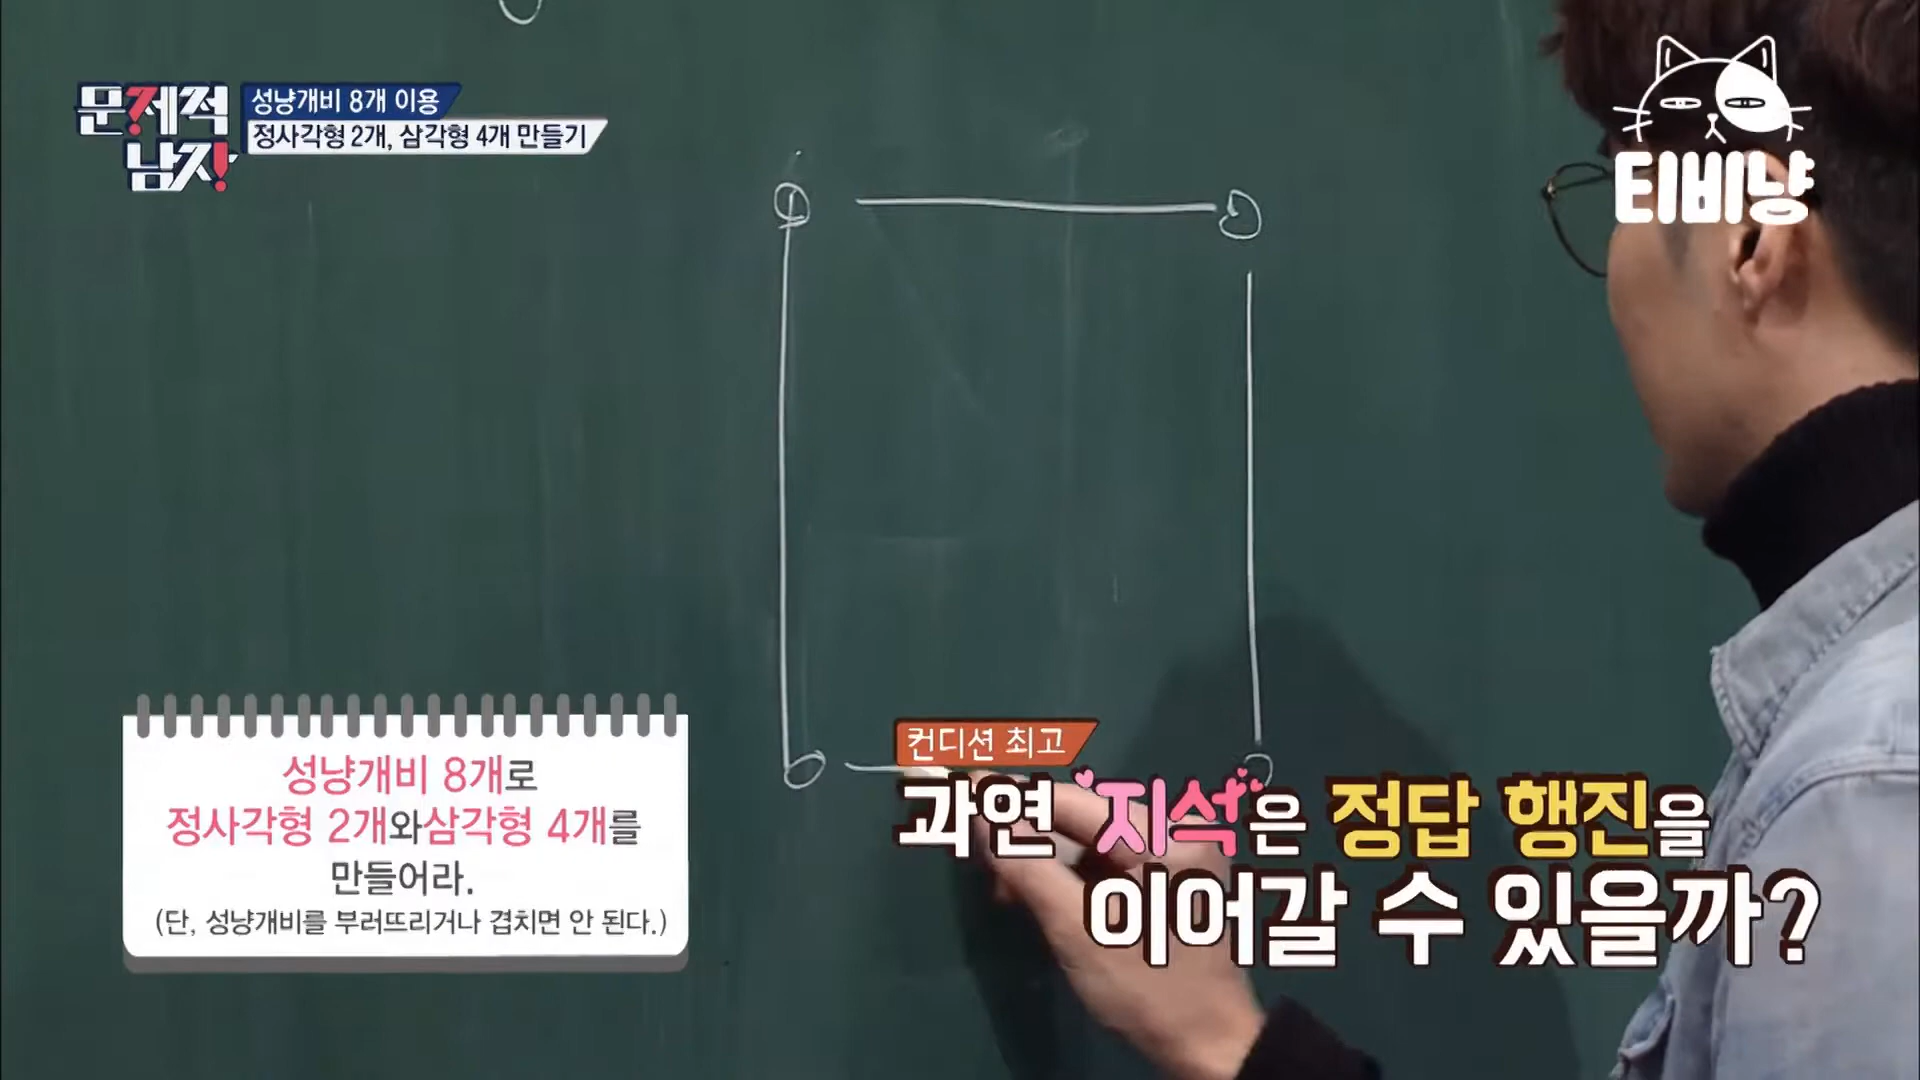 문제적
남자
성냥개비 8개 이용
정사각형 2개, 삼각형 4개 만들기
티비냥
성냥개비 8개로
정사각형 2개와삼각형 4개를
만들어라.
(단, 성냥개비를 부러뜨리거나 겹치면 안 된다.)
컨디션 최고
과연 '지석'은 정답 행진을
이어갈 수 있을까?